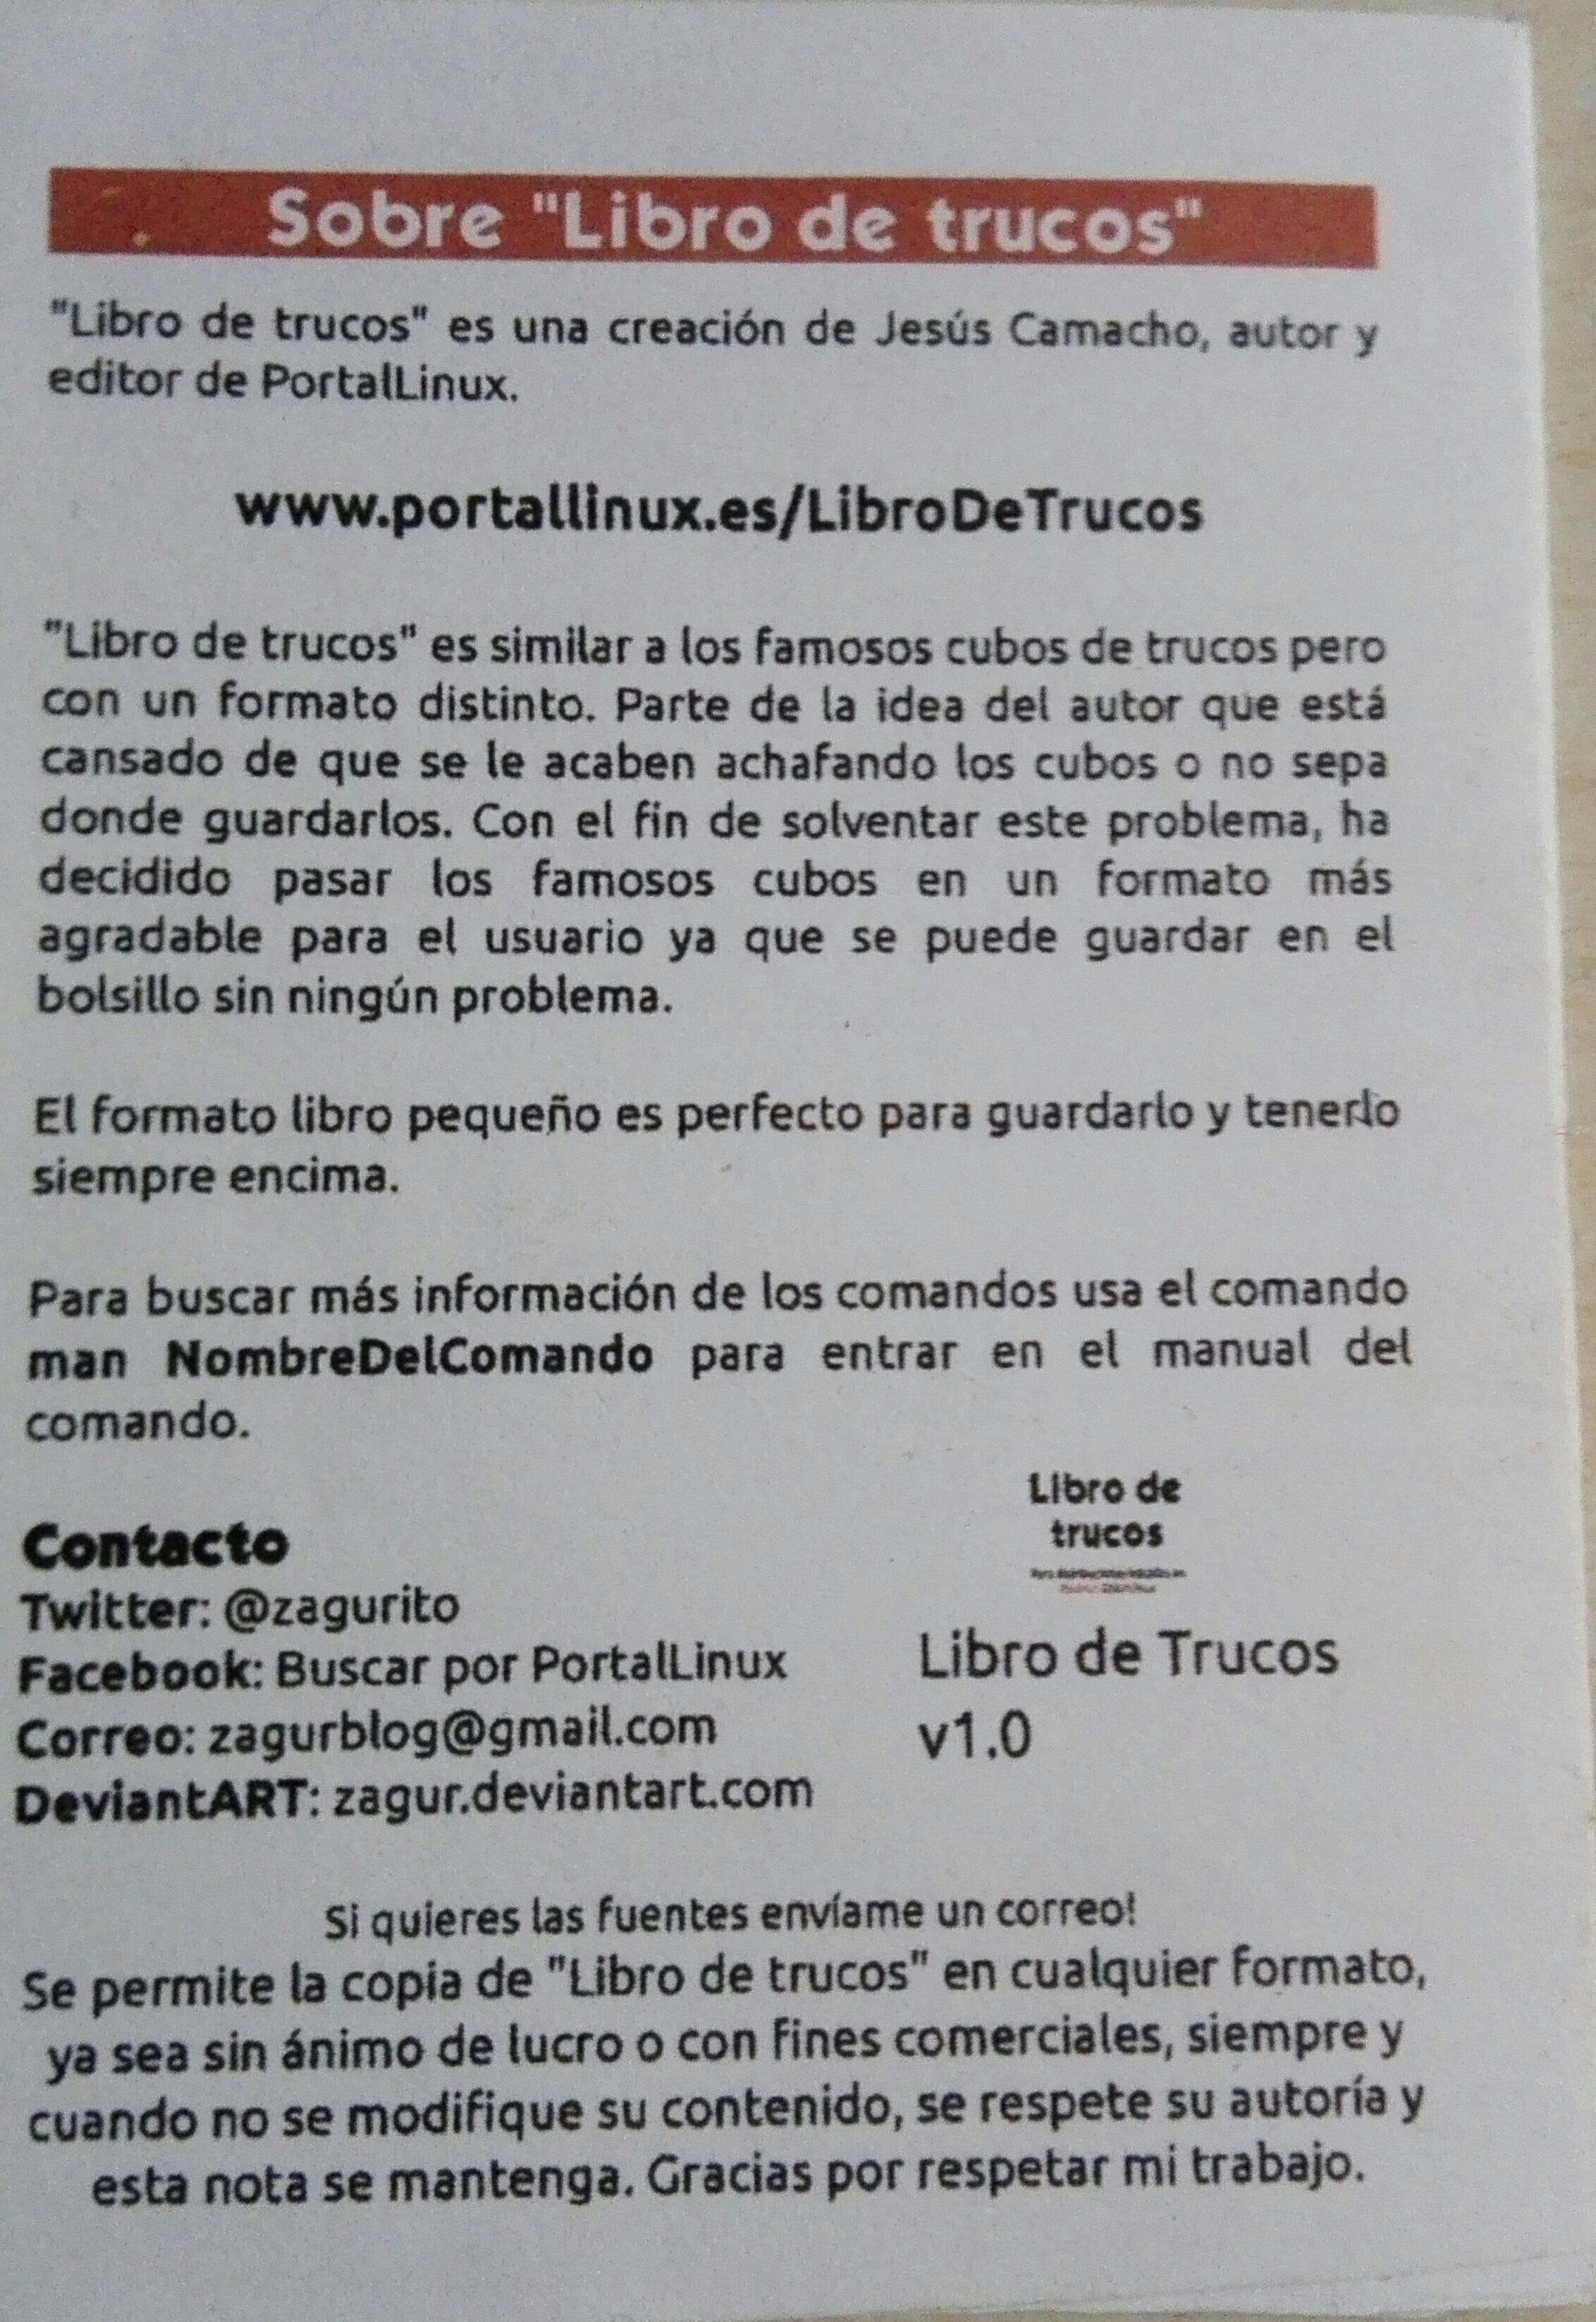 Sobre "Libro de trucos"
"Libro de trucos" es una creación de Jesús Camacho, autor y
editor de PortalLinux.
www.portallinux.es/LibroDeTrucos
"Libro de trucos" es similar a los famosos cubos de trucos pero
con un formato distinto. Parte de la idea del autor que está
cansado de que se le acaben achafando los cubos o no sepa
donde guardarlos. Con el fin de solventar este problema, ha
decidido pasar los famosos cubos en un formato más
agradable para el usuario ya que se puede guardar en el
bolsillo sin ningún problema.
El formato libro pequeño es perfecto para guardarlo y tenerlo
siempre encima.
Para buscar más información de los comandos usa el comando
man NombreDelComando para entrar en el manual del
comando.
Contacto
Twitter: @zagurito
Facebook: Buscar por PortalLinux
Correo: zagurblog@gmail.com
DeviantART: zagur.deviantart.com
Libro de
trucos
Libro de Trucos
v1.0
Si quieres las fuentes envíame un correo!
Se permite la copia de "Libro de trucos" en cualquier formato,
ya sea sin ánimo de lucro o con fines comerciales, siempre y
cuando no se modifique su contenido, se respete su autoría y
esta nota se mantenga. Gracias por respetar mi trabajo.